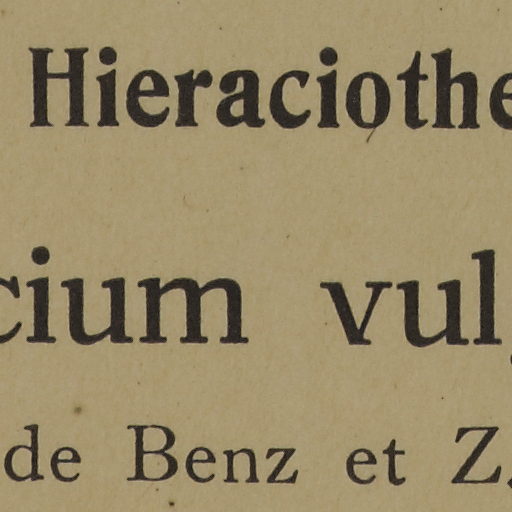 Hieraciothe
cium vul
de Benz et Z